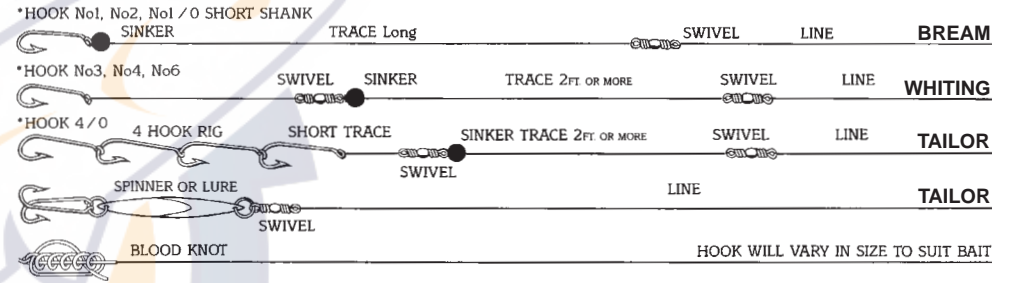 *HOOK No1, No2, No1/0 SHORT SHANK
SINKER TRACE Long SWIVEL LINE BREAM
*HOOK No3, No4, No6
SWIVEL SINKER TRACE 2FT. OR MORE SWIVEL LINE WHITING
*HOOK 4/0
4 HOOK RIG SHORT TRACE SINKER TRACE 2FT. OR MORE SWIVEL LINE TAILOR
SWIVEL
SPINNER OR LURE LINE TAILOR
SWIVEL
BLOOD KNOT HOOK WILL VARY IN SIZE TO SUIT BAIT